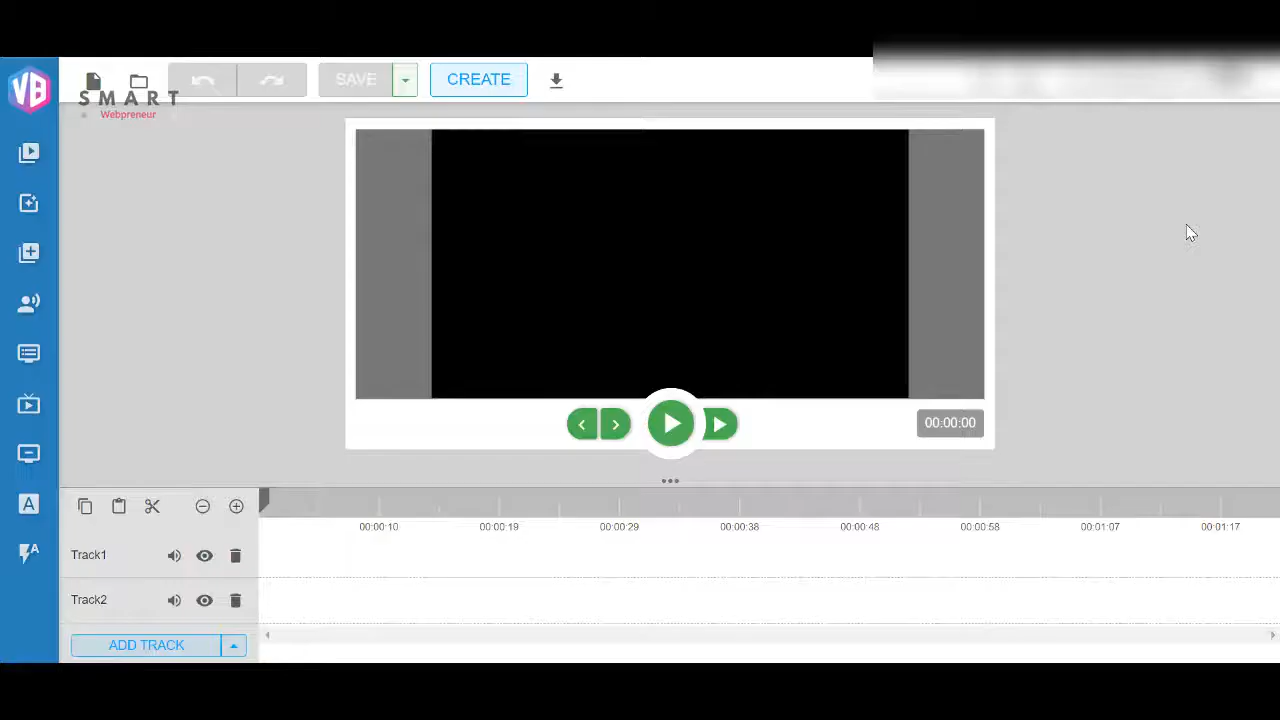 VB
SAVE
CREATE
SMART
Webpreneur
00:00:00
00:00:10
00:00:19
00:00:29
00:00:38
00:00:48
00:00:58
00:01:07
00:01:17
Track1
Track2
ADD TRACK
A
A